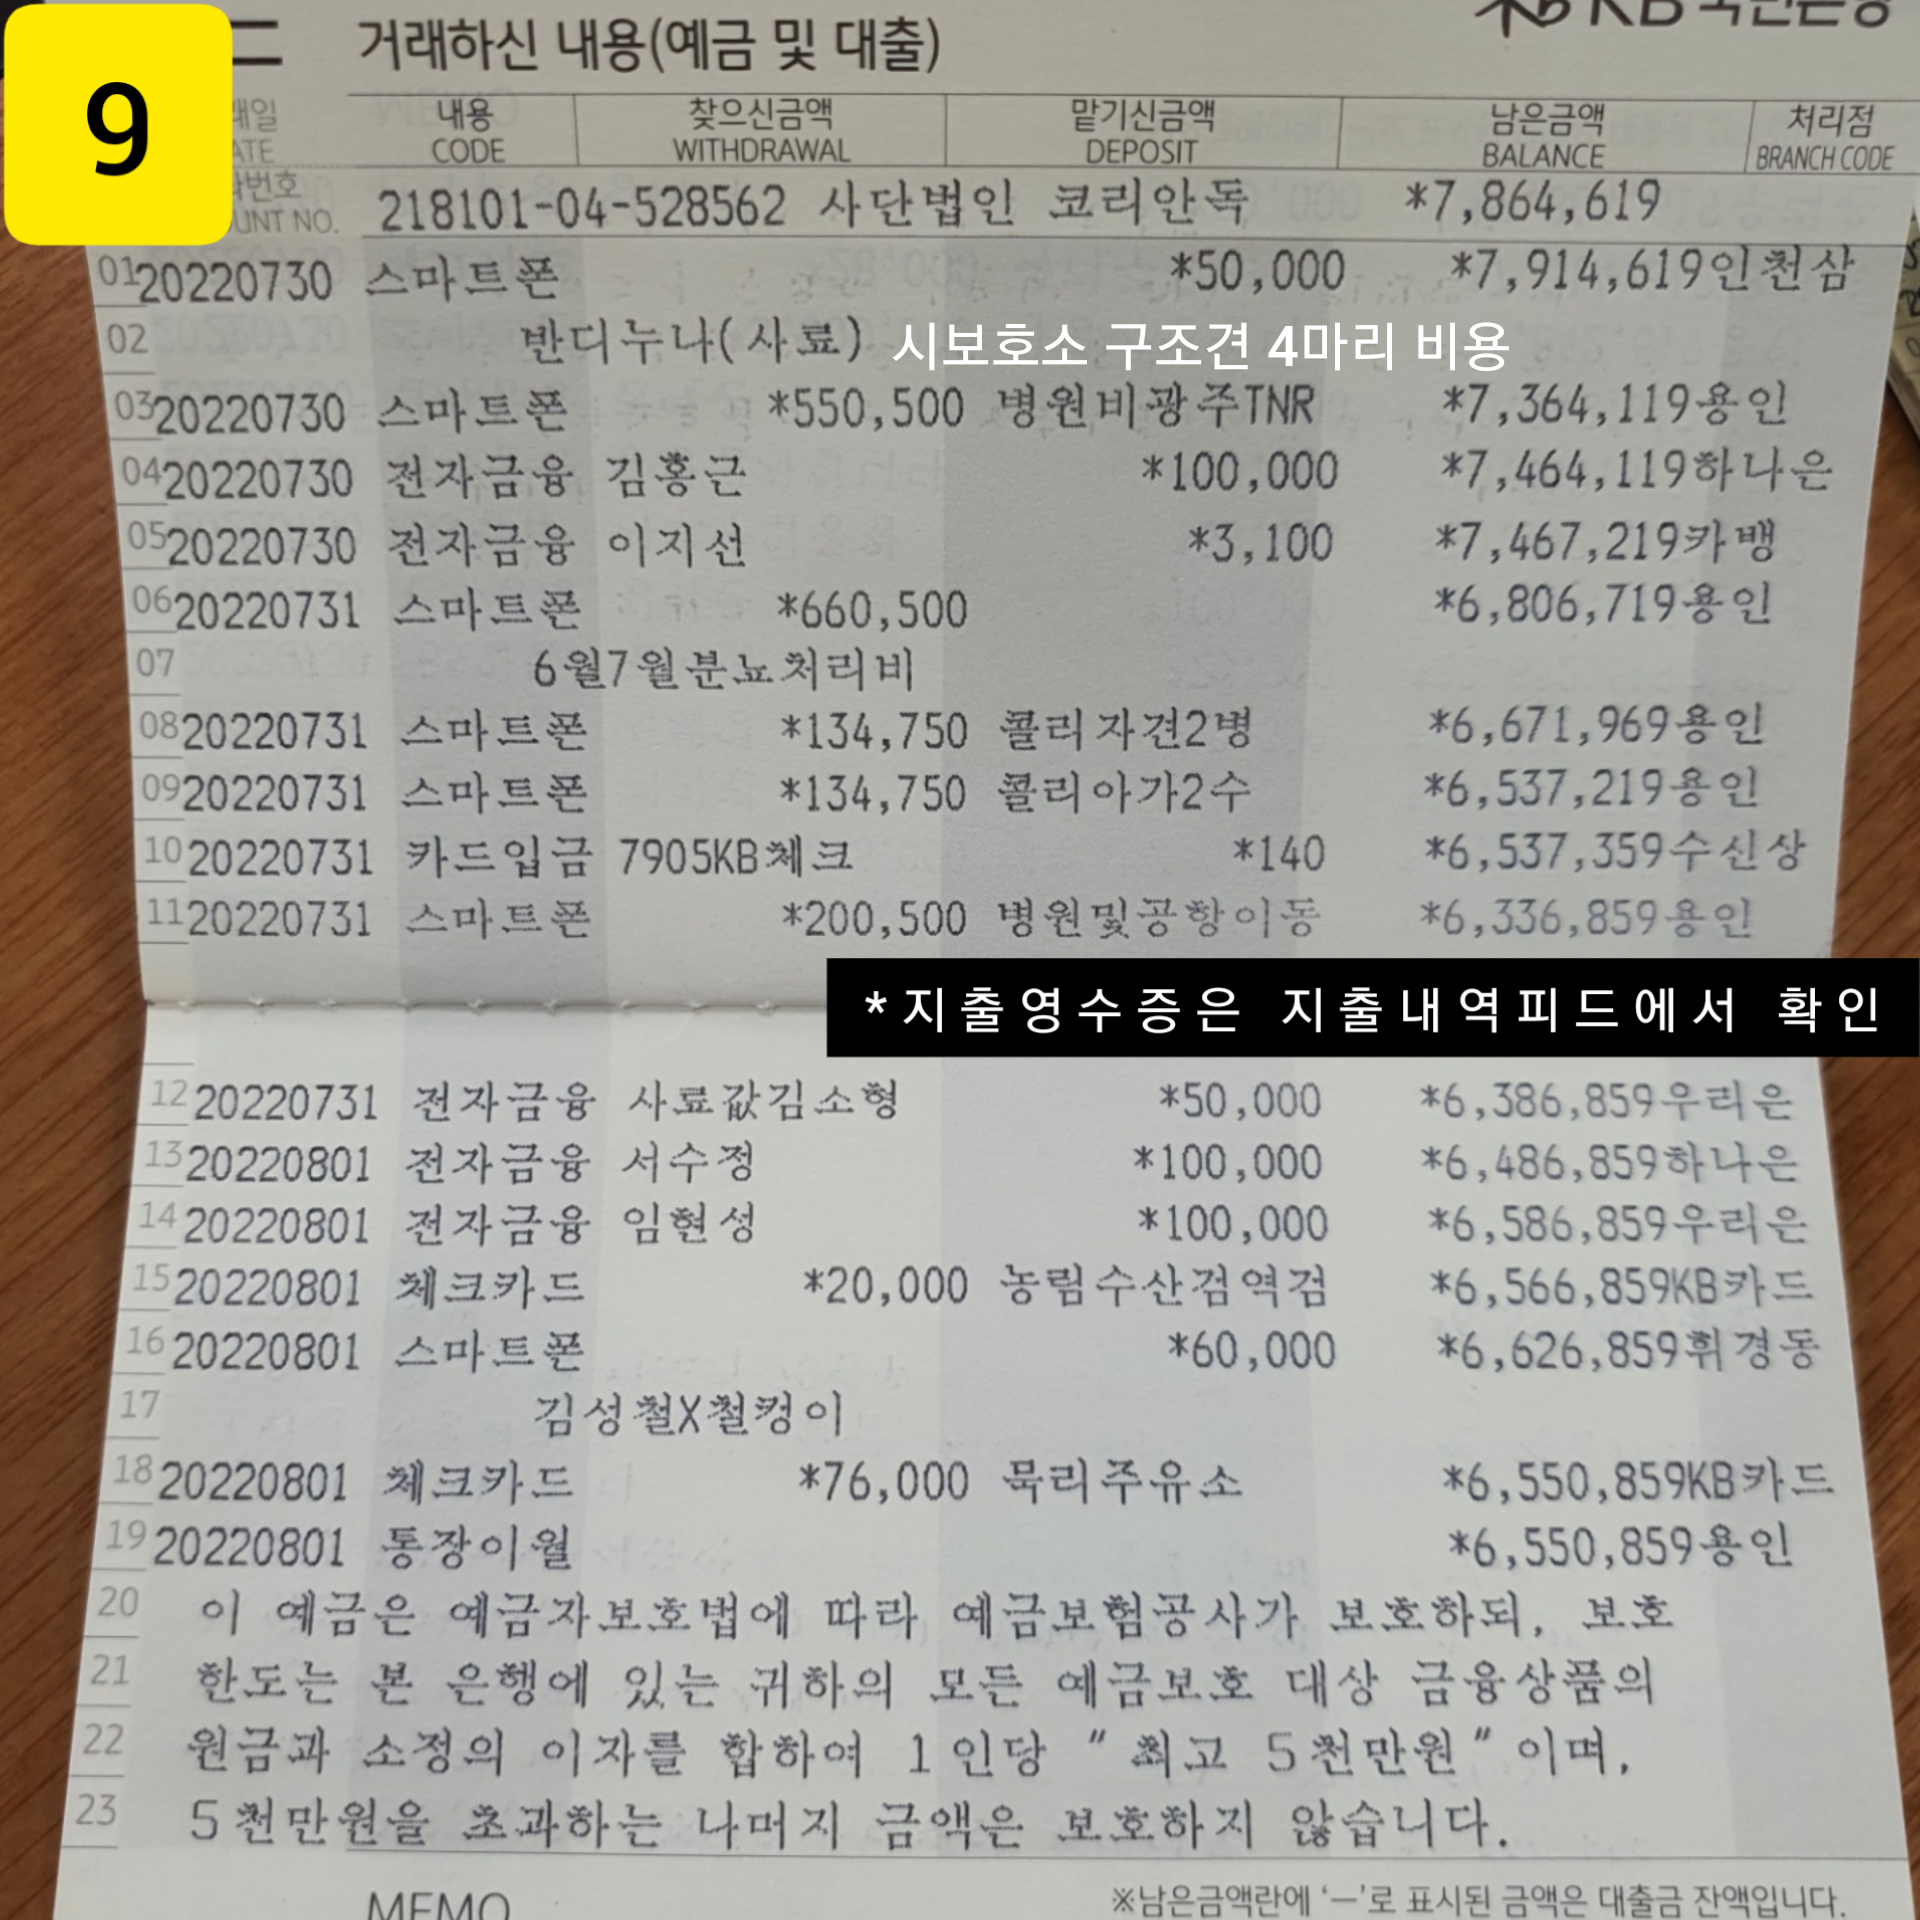 9
거래하신 내용(예금 및 대출)
KB국민은행
래일 내용 찾으신금액 맡기신금액 남은금액 처리점
ATE CODE WITHDRAWAL DEPOSIT BALANCE BRANCH CODE
좌번호
UNT NO. 218101-04-528562 사단법인 코리안독 *7,864,619
01 20220730 스마트폰 *50,000 *7,914,619인천삼
02 반디누나(사료) 시보호소 구조견 4마리 비용
03 20220730 스마트폰 *550,500 병원비광주TNR *7,364,119용인
04 20220730 전자금융 김홍근 *100,000 *7,464,119하나은
05 20220730 전자금융 이지선 *3,100 *7,467,219카뱅
06 20220731 스마트폰 *660,500 *6,806,719용인
07 6월7월분뇨처리비
08 20220731 스마트폰 *134,750 콜리자견2병 *6,671,969용인
09 20220731 스마트폰 *134,750 콜리아가2수 *6,537,219용인
10 20220731 카드입금 7905KB체크 *140 *6,537,359수신상
11 20220731 스마트폰 *200,500 병원및공항이동 *6,336,859용인
*지출영수증은 지출내역피드에서 확인
12 20220731 전자금융 사료값김소형 *50,000 *6,386,859우리은
13 20220801 전자금융 서수정 *100,000 *6,486,859하나은
14 20220801 전자금융 임현성 *100,000 *6,586,859우리은
15 20220801 체크카드 *20,000 농림수산검역검 *6,566,859KB카드
16 20220801 스마트폰 *60,000 *6,626,859휘경동
17 김성철X철컹이
18 20220801 체크카드 *76,000 묵리주유소 *6,550,859KB카드
19 20220801 통장이월 *6,550,859용인
20 이 예금은 예금자보호법에 따라 예금보험공사가 보호하되, 보호
21 한도는 본 은행에 있는 귀하의 모든 예금보호 대상 금융상품의
22 원금과 소정의 이자를 합하여 1인당 "최고 5천만원"이며,
23 5천만원을 초과하는 나머지 금액은 보호하지 않습니다.
MEMO
※남은금액란에 '—'로 표시된 금액은 대출금 잔액입니다.